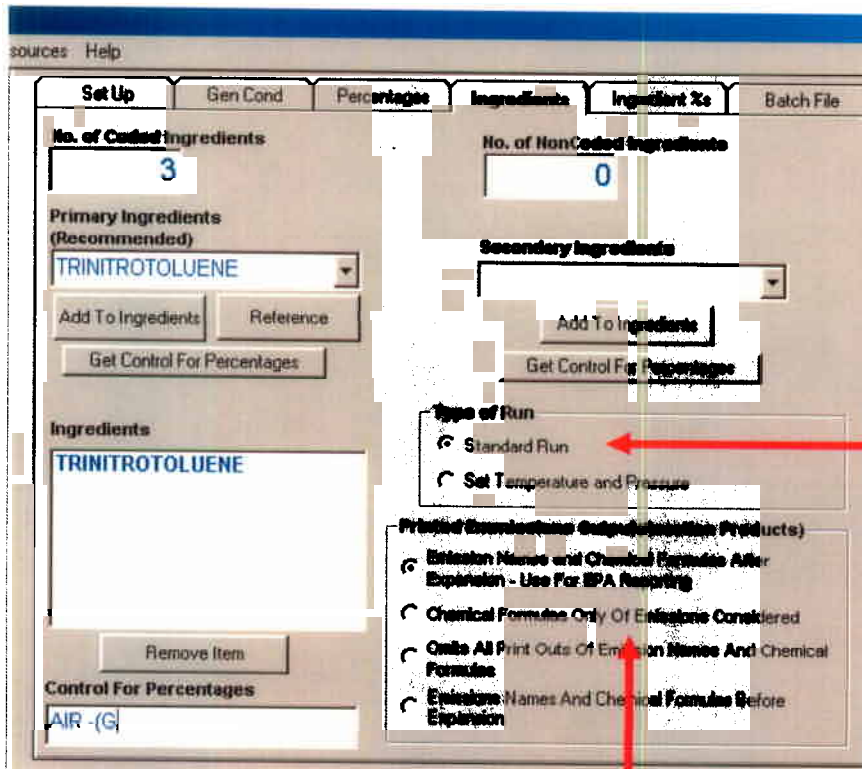 sources Help
Set Up Gen Cond Percentages Ingredients Ingredient %s Batch File
No. of Coded Ingredients
3
No. of NonCoded Ingredients
0
Primary Ingredients
(Recommended)
TRINITROTOLUENE
Add To Ingredients Reference
Get Control For Percentages
Secondary Ingredients
Add To Ingredients
Get Control For Percentages
Ingredients
TRINITROTOLUENE
Remove Item
Control For Percentages
AIR -(G
Type of Run
Standard Run
Set Temperature and Pressure
Printed Products)
Emission Names and Chemical Formulas After
Expansion - Use For EPA Reporting
Chemical Formulas Only Of Emissions Considered
Omits All Print Outs Of Emission Names And Chemical
Formulas
Emissions Names And Chemical Formulas Before
Expansion